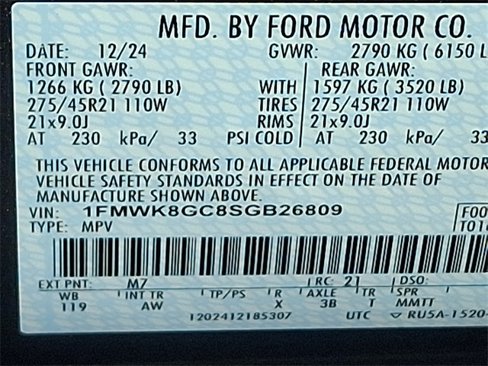 MFD. BY FORD MOTOR CO.
DATE: 12/24 GVWR: 2790 KG ( 6150 L
FRONT GAWR: REAR GAWR:
1266 KG ( 2790 LB) WITH 1597 KG ( 3520 LB)
275/45R21 110W TIRES 275/45R21 110W
21x9.0J RIMS 21x9.0J
AT 230 kPa/ 33 PSI COLD AT 230 kPa/ 33
THIS VEHICLE CONFORMS TO ALL APPLICABLE FEDERAL MOTOR
VEHICLE SAFETY STANDARDS IN EFFECT ON THE DATE OF
MANUFACTURE SHOWN ABOVE.
VIN: 1FMWK8GC8SGB26809
TYPE: MPV
F00
T01
EXT PNT: M7 RC: 21 DSO:
WB INT TR TP/PS R AXLE TR SPR
119 AW X 3B T MMTT
1202412185307 UTC ▽ RU5A-1520